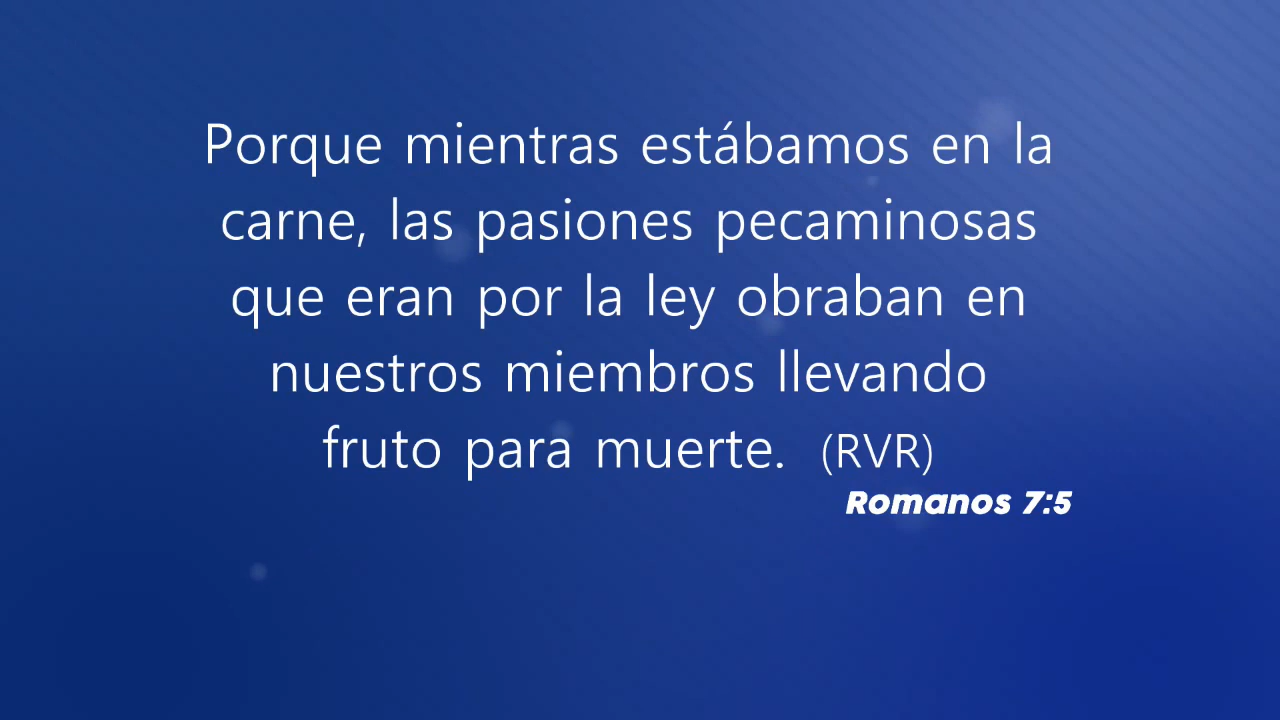 Porque mientras estábamos en la
carne, las pasiones pecaminosas
que eran por la ley obraban en
nuestros miembros llevando
fruto para muerte. (RVR)
Romanos 7:5